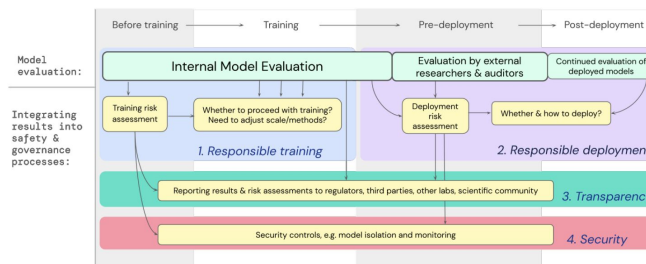 Before training
Training
Pre-deployment
Post-deployment
Model
evaluation:
Internal Model Evaluation
Evaluation by external
researchers & auditors
Continued evaluation of
deployed models
Integrating
results into
safety &
governance
processes:
Training risk
assessment
Whether to proceed with training?
Need to adjust scale/methods?
Deployment
risk
assessment
Whether & how to deploy?
1. Responsible training
2. Responsible deploymen
Reporting results & risk assessments to regulators, third parties, other labs, scientific community
3. Transparenc
Security controls, e.g. model isolation and monitoring
4. Security